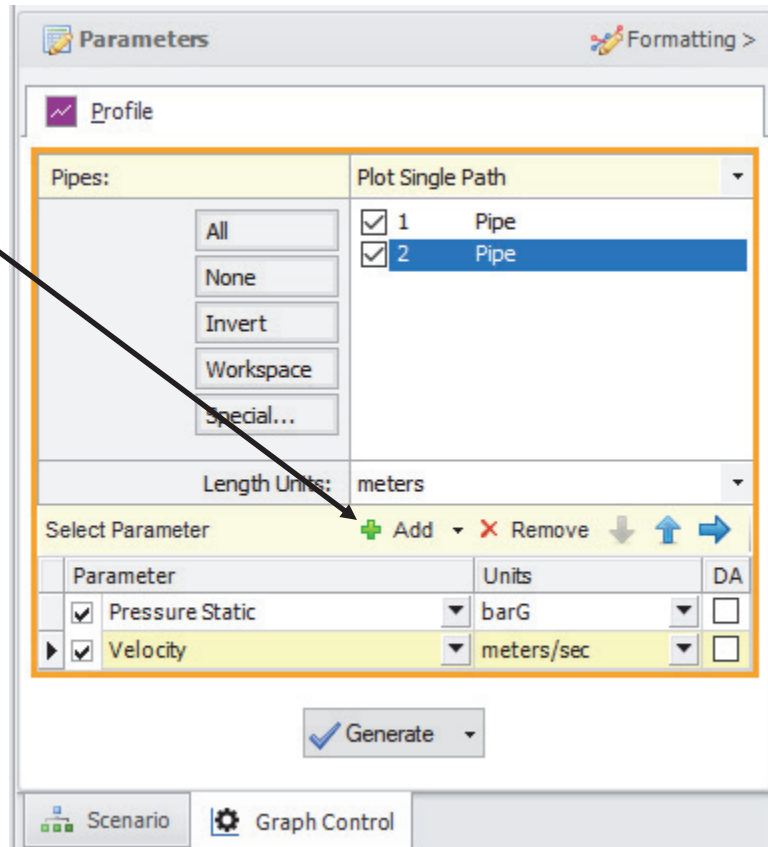 Parameters Formatting >
Profile
Pipes: Plot Single Path
All
None
Invert
Workspace
Special...
1 Pipe
2 Pipe
Length Units: meters
Select Parameter Add Remove
Parameter Units DA
Pressure Static barG
Velocity meters/sec
Generate
Scenario Graph Control